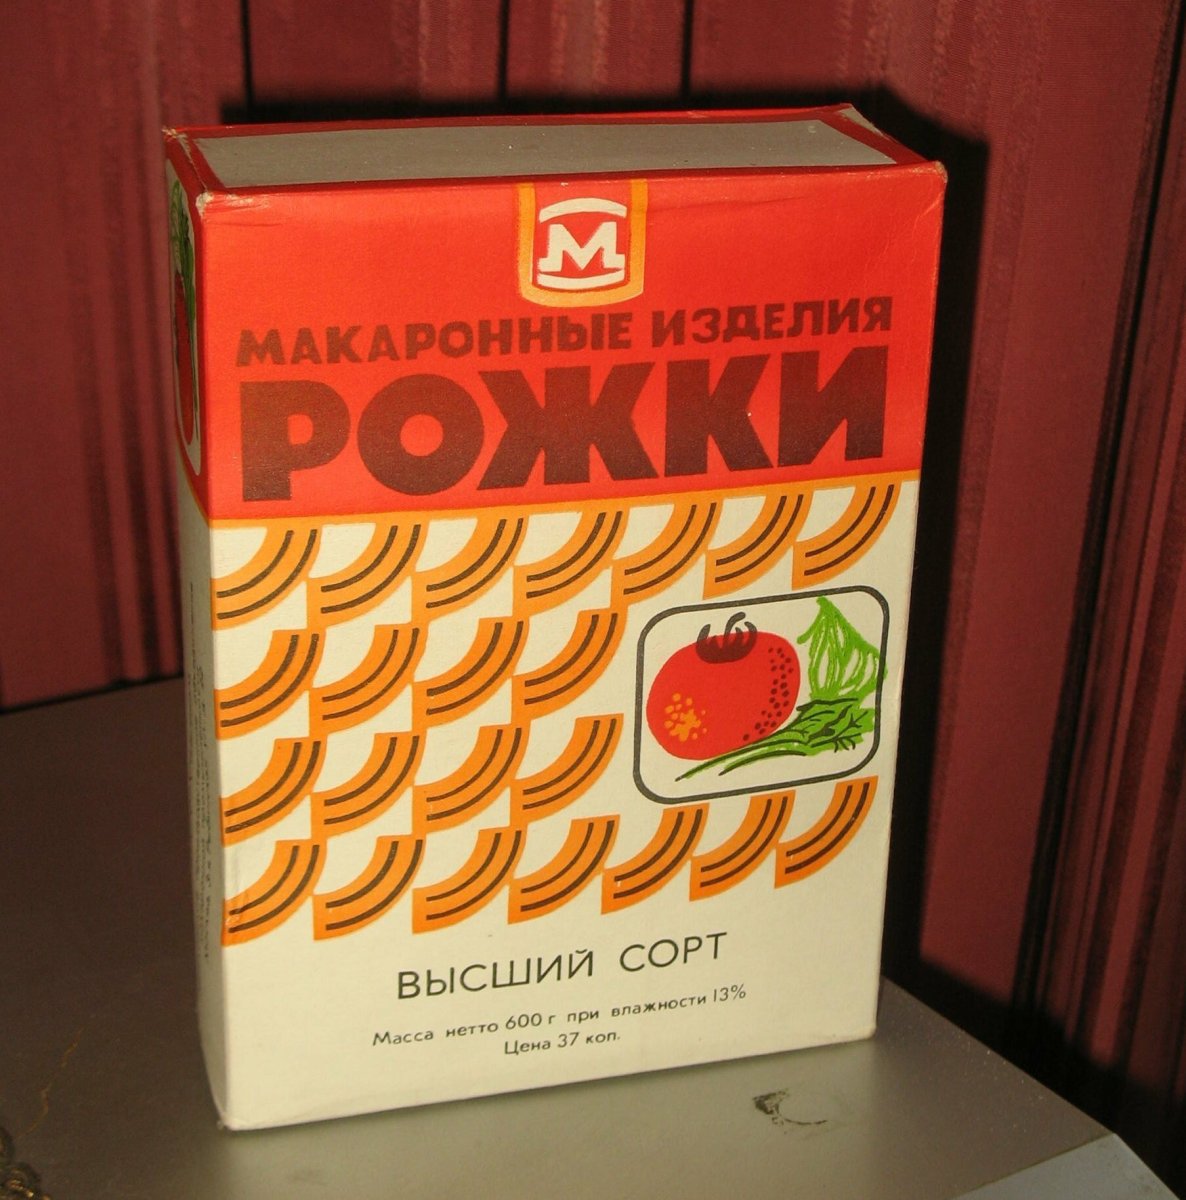 М
МАКАРОННЫЕ ИЗДЕЛИЯ
РОЖКИ
ВЫСШИЙ СОРТ
Масса нетто 600 г при влажности 13%
Цена 37 коп.